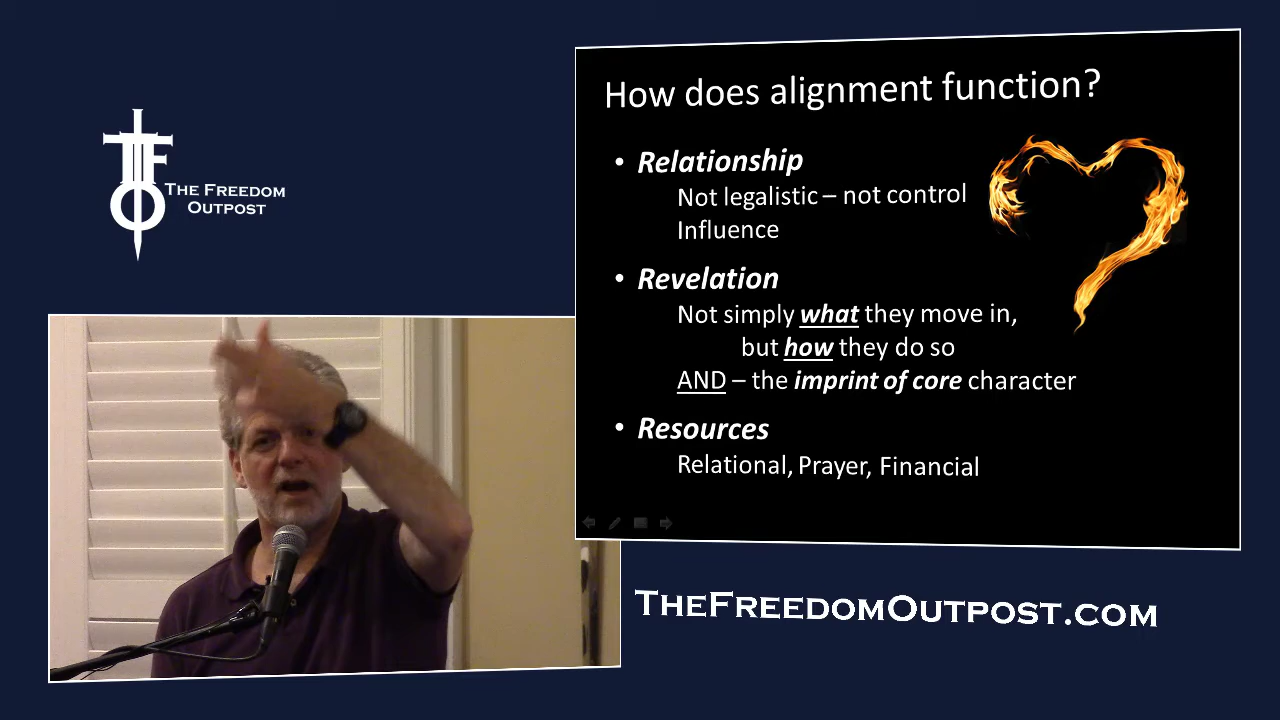 TF
THE FREEDOM
OUTPOST
How does alignment function?
• Relationship
Not legalistic – not control
Influence
• Revelation
Not simply what they move in,
but how they do so
AND – the imprint of core character
• Resources
Relational, Prayer, Financial
THEFREEDOMOUTPOST.COM